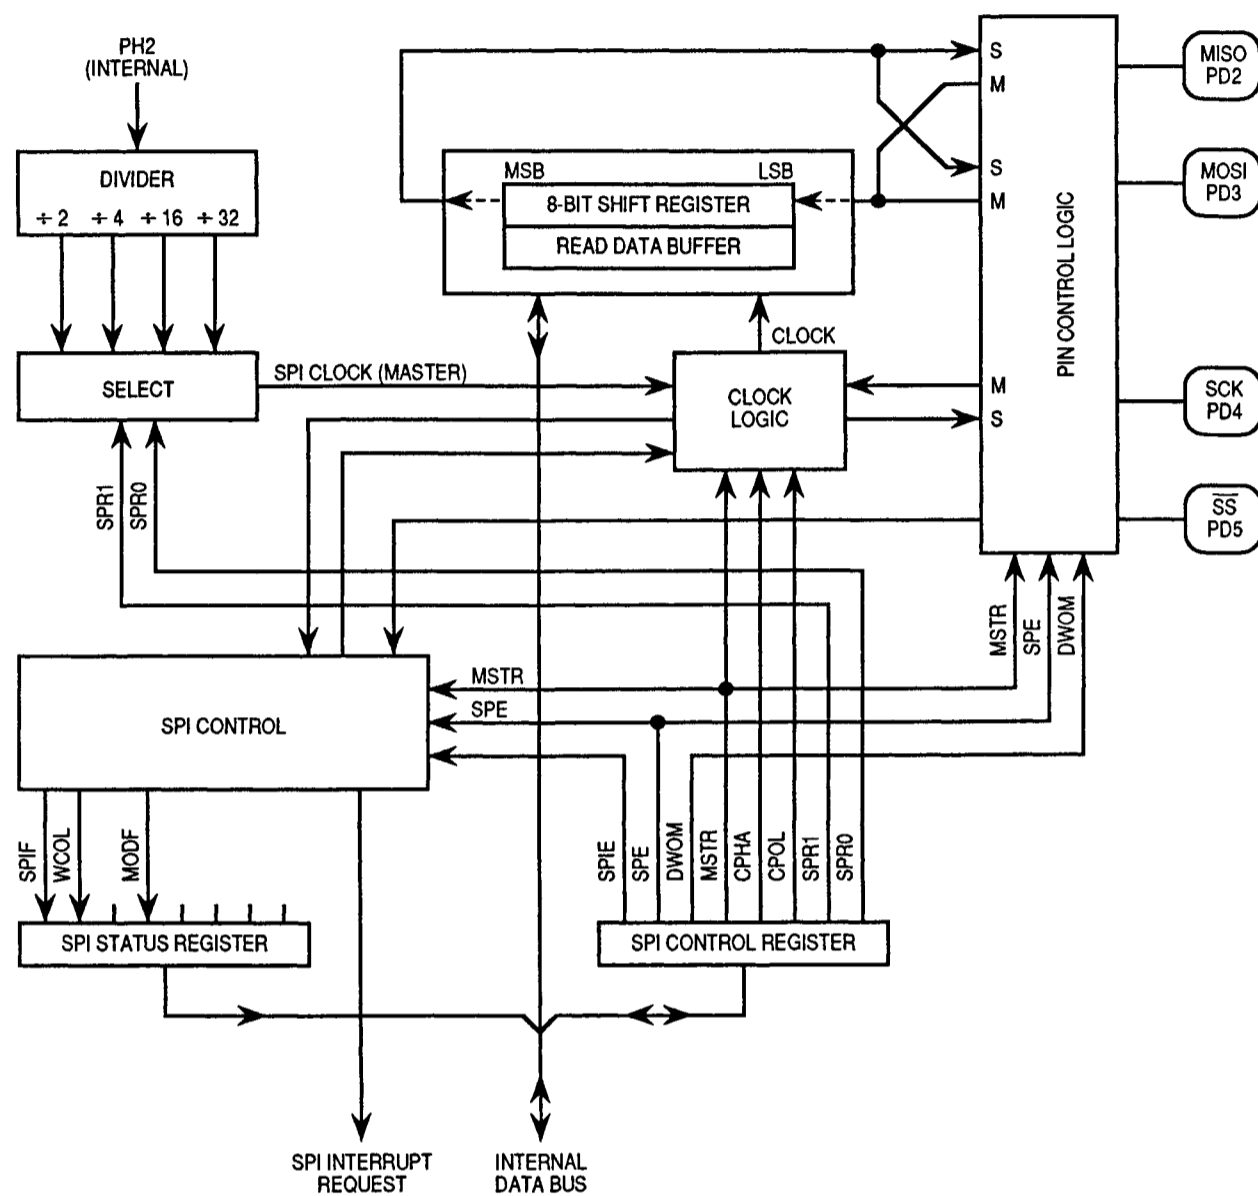 PH2
(INTERNAL)
DIVIDER
÷ 2 ÷ 4 ÷ 16 ÷ 32
SELECT
SPI CLOCK (MASTER)
SPR1
SPR0
MSB LSB
8-BIT SHIFT REGISTER
READ DATA BUFFER
CLOCK
CLOCK
LOGIC
S
M
S
M
M
S
PIN CONTROL LOGIC
MISO
PD2
MOSI
PD3
SCK
PD4
SS
PD5
MSTR
SPE
DWOM
MSTR
SPE
SPI CONTROL
SPIF
WCOL
MODF
SPIE
SPE
DWOM
MSTR
CPHA
CPOL
SPR1
SPR0
SPI STATUS REGISTER
SPI CONTROL REGISTER
SPI INTERRUPT
REQUEST
INTERNAL
DATA BUS